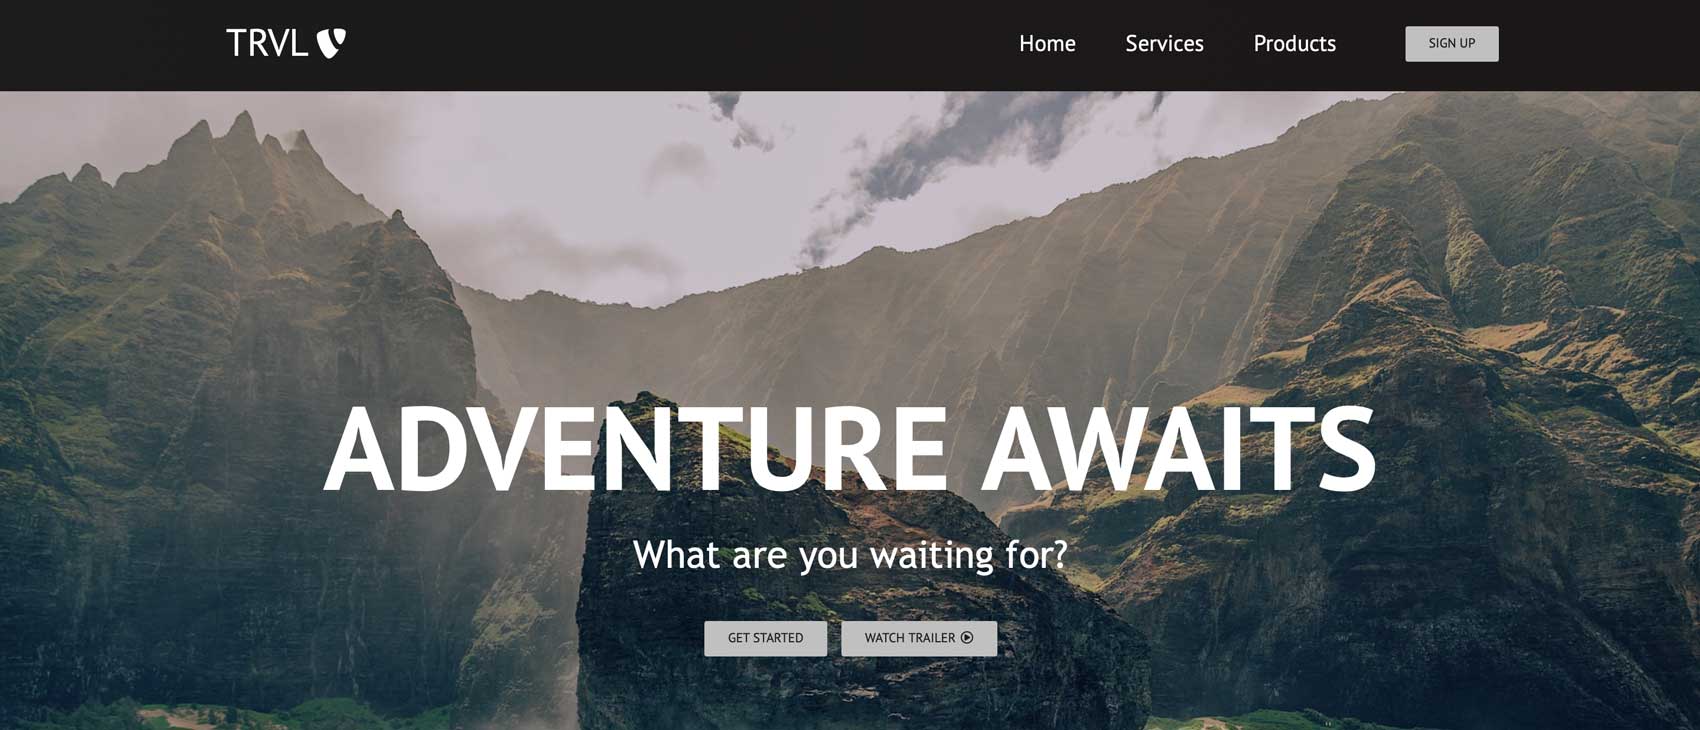 TRVL
Home Services Products SIGN UP
ADVENTURE AWAITS
What are you waiting for?
GET STARTED WATCH TRAILER